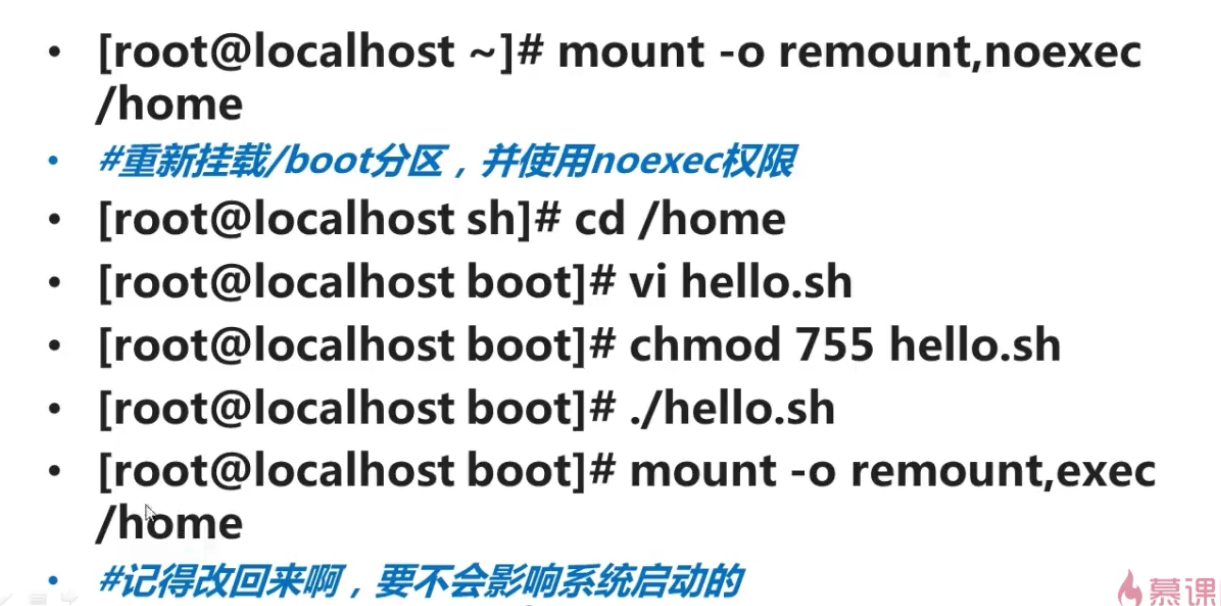 • [root@localhost ~]# mount -o remount,noexec
/home
• #重新挂载/boot分区，并使用noexec权限
• [root@localhost sh]# cd /home
• [root@localhost boot]# vi hello.sh
• [root@localhost boot]# chmod 755 hello.sh
• [root@localhost boot]# ./hello.sh
• [root@localhost boot]# mount -o remount,exec
/home
• #记得改回来啊，要不会影响系统启动的
慕课